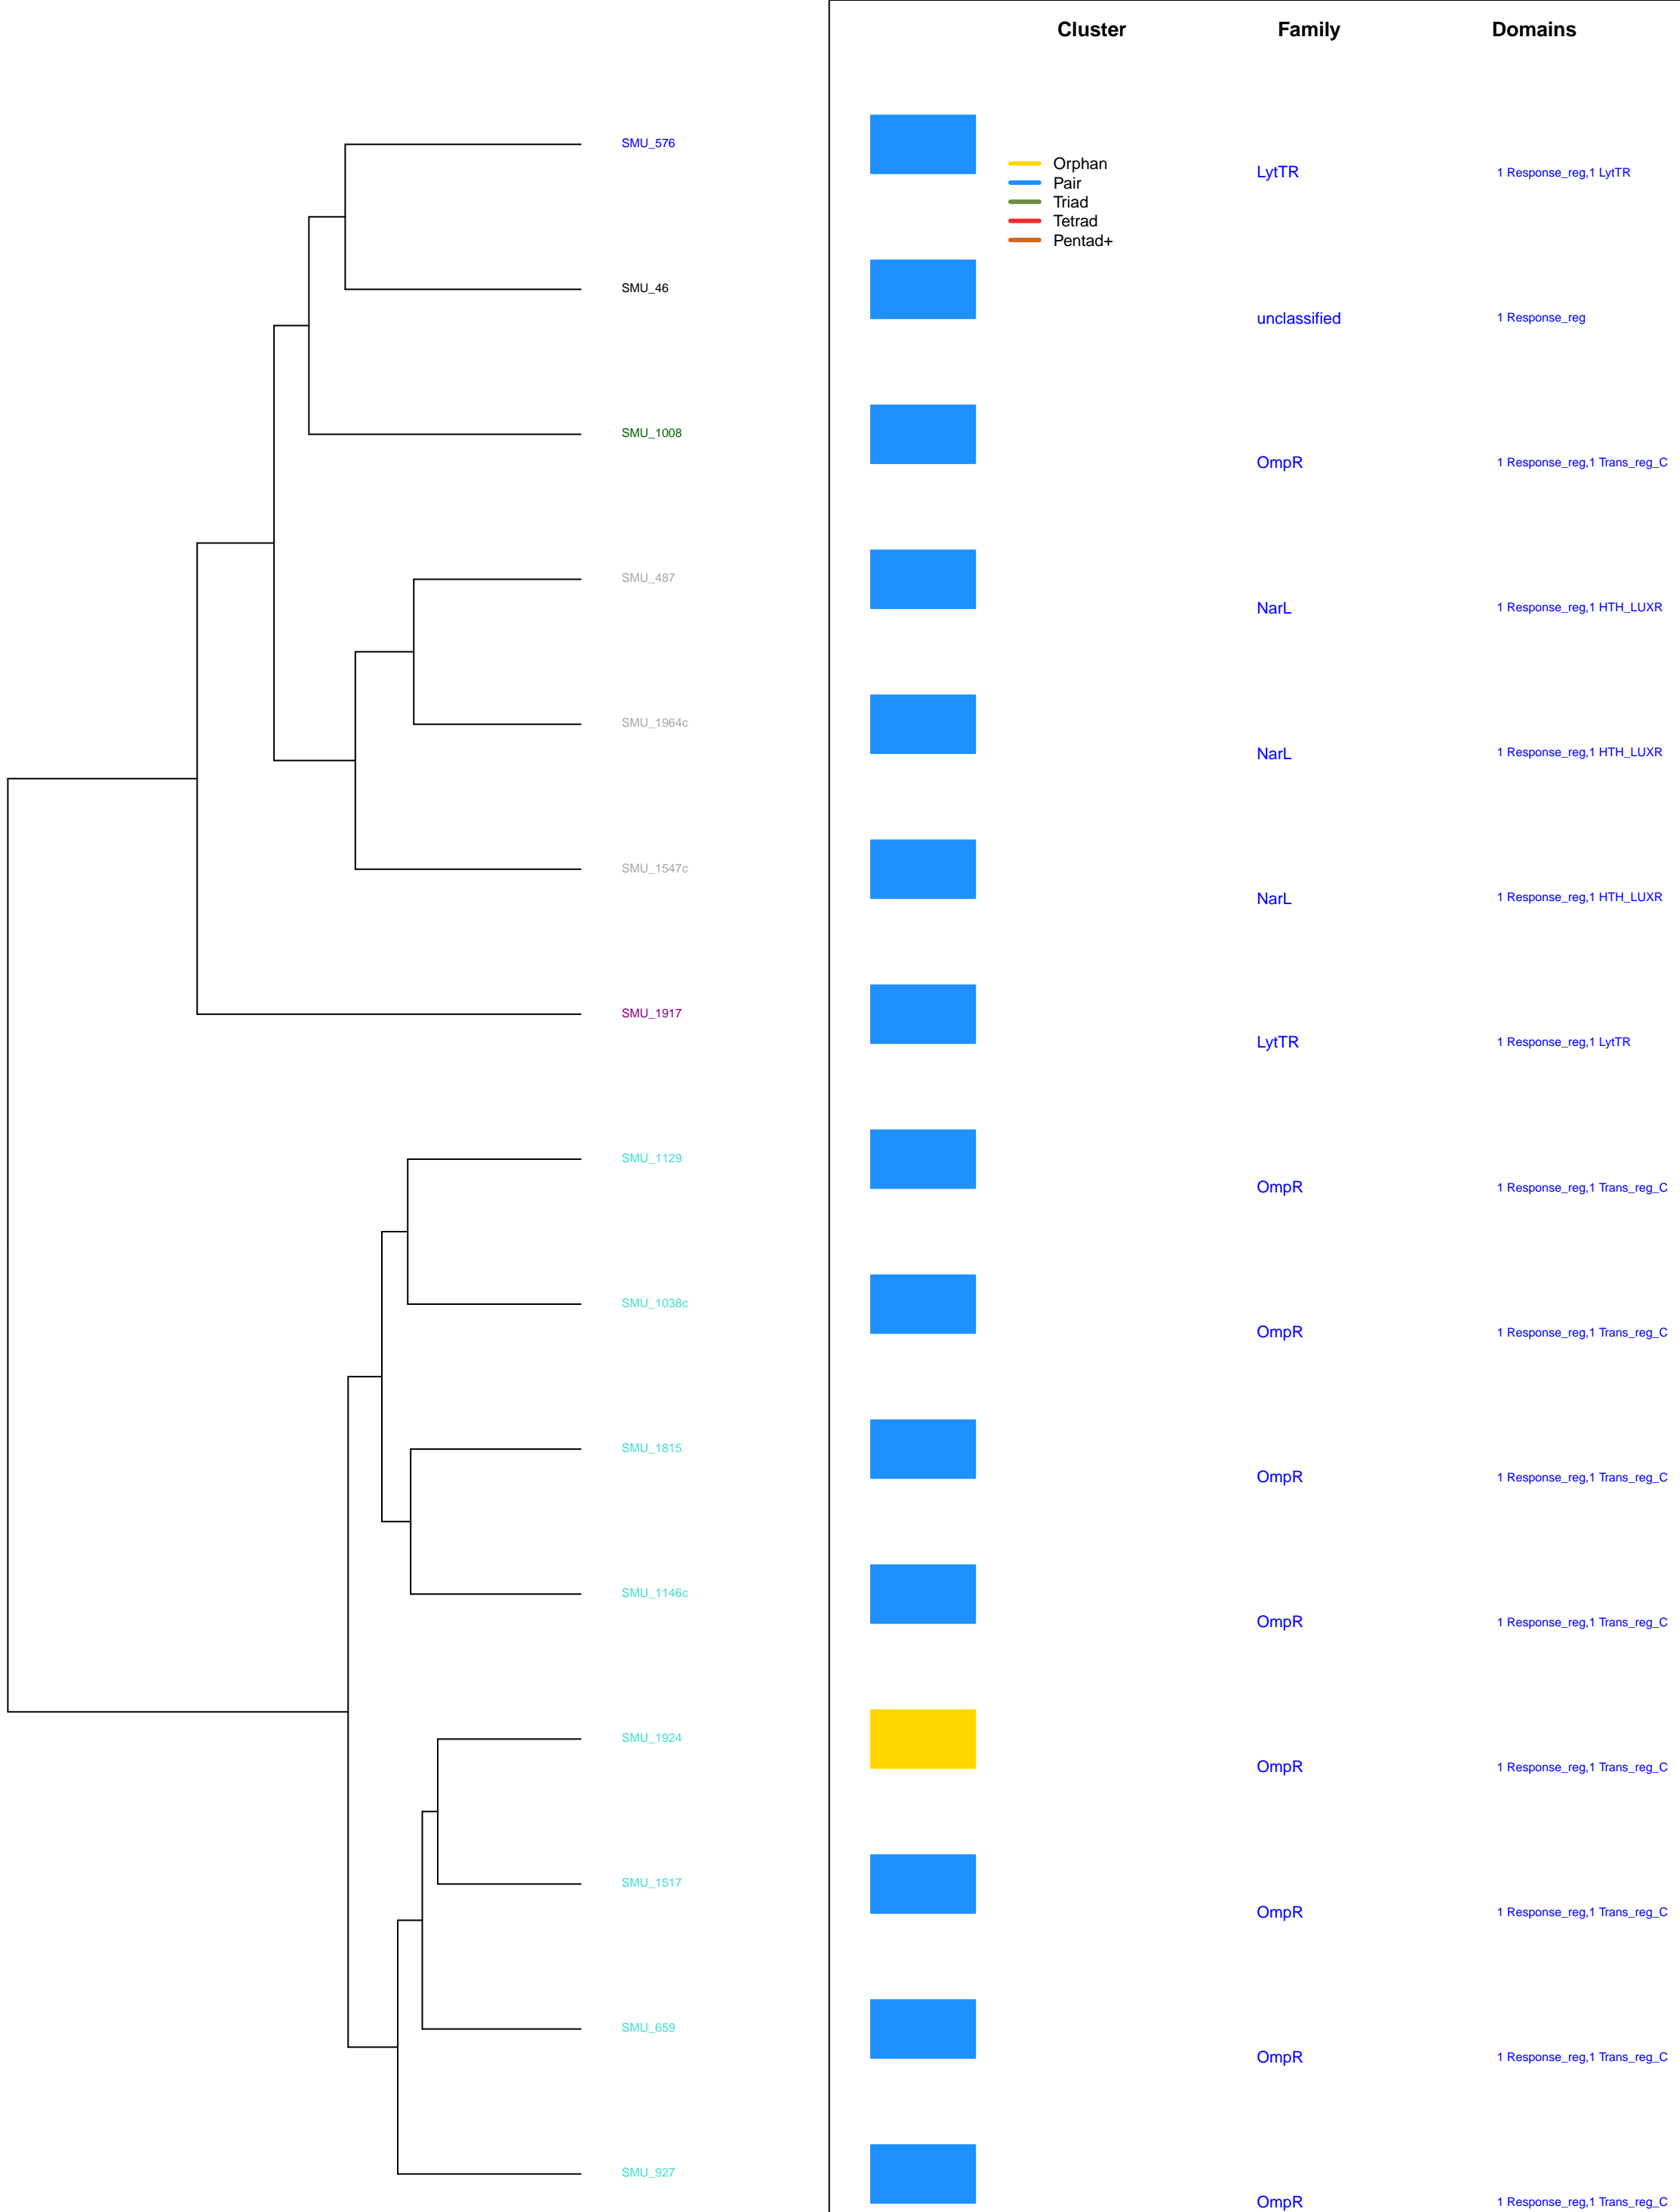 Cluster Family Domains
SMU_576
Orphan
Pair
Triad
Tetrad
Pentad+
LytTR 1 Response_reg,1 LytTR
SMU_46
unclassified 1 Response_reg
SMU_1008
OmpR 1 Response_reg,1 Trans_reg_C
SMU_487
NarL 1 Response_reg,1 HTH_LUXR
SMU_1964c
NarL 1 Response_reg,1 HTH_LUXR
SMU_1547c
NarL 1 Response_reg,1 HTH_LUXR
SMU_1917
LytTR 1 Response_reg,1 LytTR
SMU_1129
OmpR 1 Response_reg,1 Trans_reg_C
SMU_1038c
OmpR 1 Response_reg,1 Trans_reg_C
SMU_1815
OmpR 1 Response_reg,1 Trans_reg_C
SMU_1146c
OmpR 1 Response_reg,1 Trans_reg_C
SMU_1924
OmpR 1 Response_reg,1 Trans_reg_C
SMU_1517
OmpR 1 Response_reg,1 Trans_reg_C
SMU_659
OmpR 1 Response_reg,1 Trans_reg_C
SMU_927
OmpR 1 Response_reg,1 Trans_reg_C